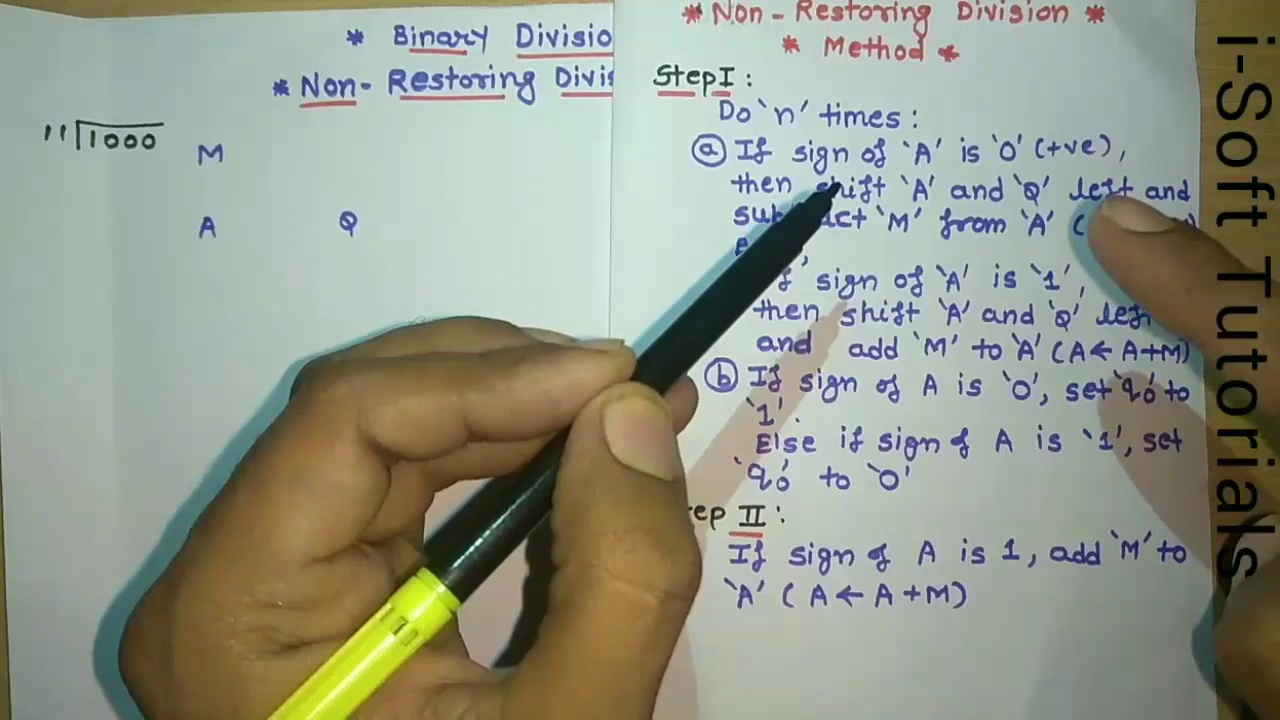 * Binary Divisio
* Non- Restoring Divis
11 1000
M
A Q
* Non - Restoring Division *
* Method *
Step I :
Do 'n' times :
(a) If sign of 'A' is '0' (+ve),
then shift 'A' and 'Q' left and
'M' from 'A' (
sign of 'A' is '1',
then shift 'A' and 'Q'
and add 'M' to 'A' (A← A+M)
(b) If sign of A is '0', set 'q0' to
'1'.
Else if sign of A is '1', set
'q0' to '0'
ep II :
If sign of A is 1, add 'M' to
'A' ( A ← A +M)
i-Soft Tutorials